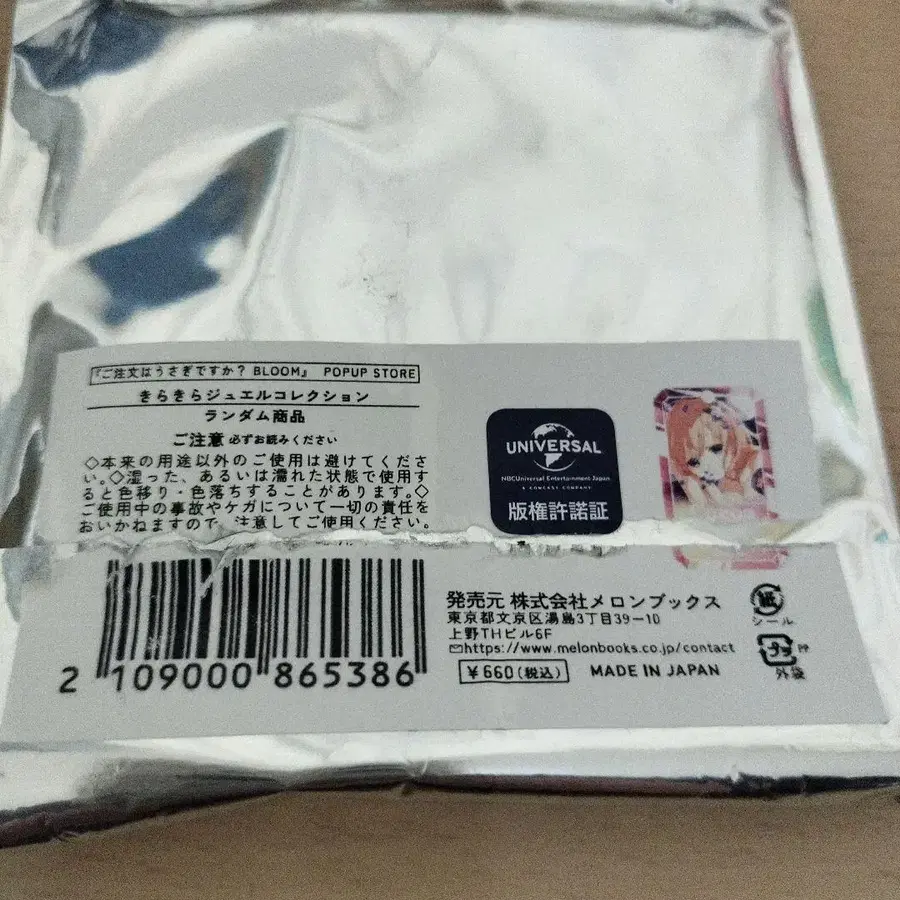 『ご注文はうさぎですか? BLOOM』 POPUP STORE
きらきらジュエルコレクション
ランダム商品
ご注意 必ずお読みください
◇本来の用途以外のご使用は避けてくださ
い。◇湿った、あるいは濡れた状態で使用す
ると色移り・色落ちすることがあります。◇
ご使用中の事故やケガについて一切の責任を
おいかねますので、注意してご使用ください。
UNIVERSAL
NBCUniversal Entertainment Japan
A COMCAST COMPANY
版権許諾証
2 109000 865386
発売元 株式会社メロンブックス
東京都文京区湯島3丁目39-10
上野THビル6F
https://www.melonbooks.co.jp/contact
¥660(税込) MADE IN JAPAN
紙
シール
プラ
PP
外袋